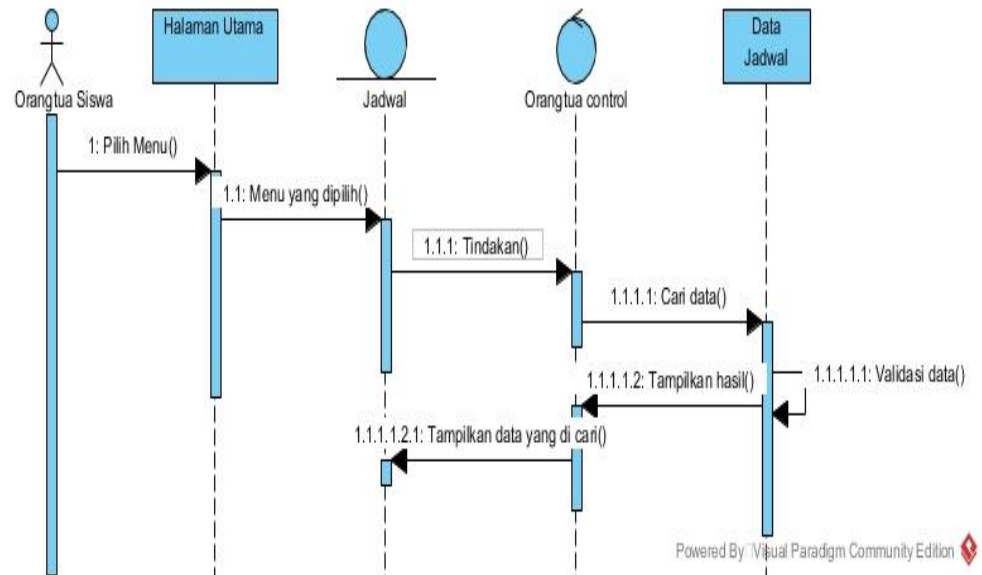 Halaman Utama
Data
Jadwal
Orangtua Siswa
Jadwal
Orangtua control
1: Pilih Menu()
1.1: Menu yang dipilih()
1.1.1: Tindakan()
1.1.1.1: Cari data()
1.1.1.1.1: Validasi data()
1.1.1.1.2: Tampilkan hasil()
1.1.1.1.2.1: Tampilkan data yang di cari()
Powered By Visual Paradigm Community Edition